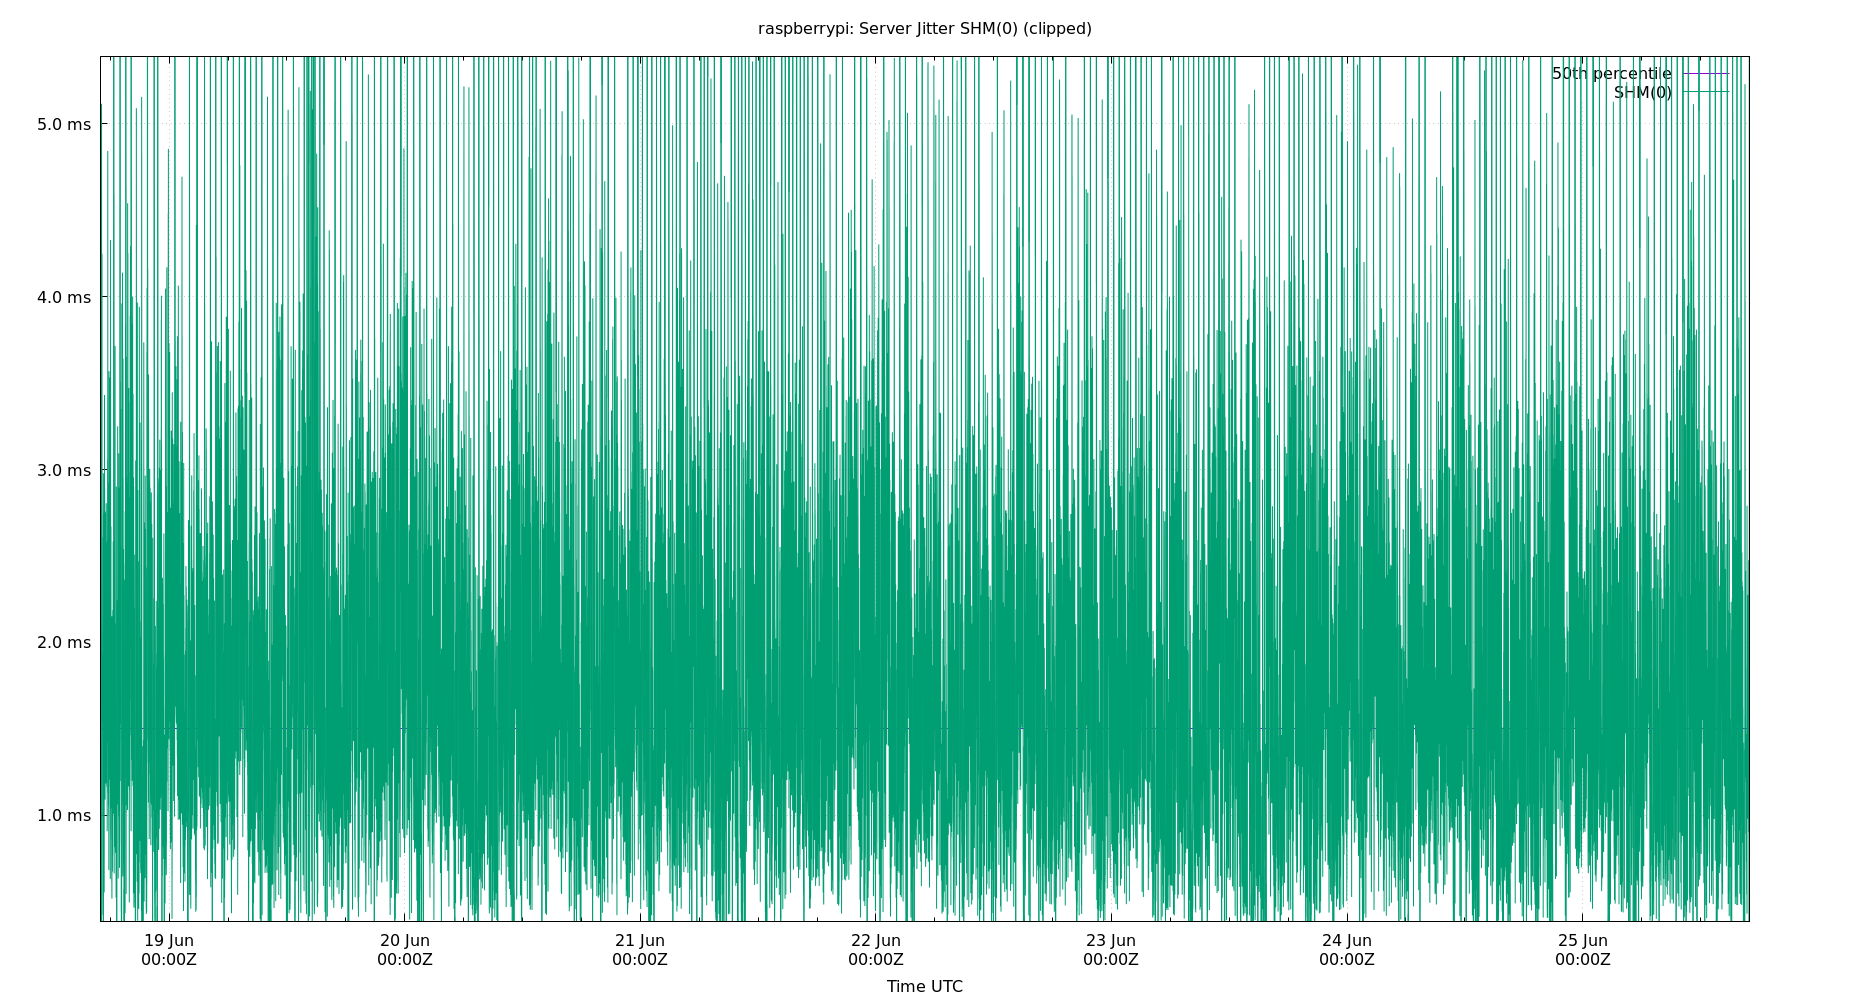 raspberrypi: Server Jitter SHM(0) (clipped)
50th percentile
SHM(0)
5.0 ms
4.0 ms
3.0 ms
2.0 ms
1.0 ms
19 Jun 20 Jun 21 Jun 22 Jun 23 Jun 24 Jun 25 Jun
00:00Z 00:00Z 00:00Z 00:00Z 00:00Z 00:00Z 00:00Z
Time UTC